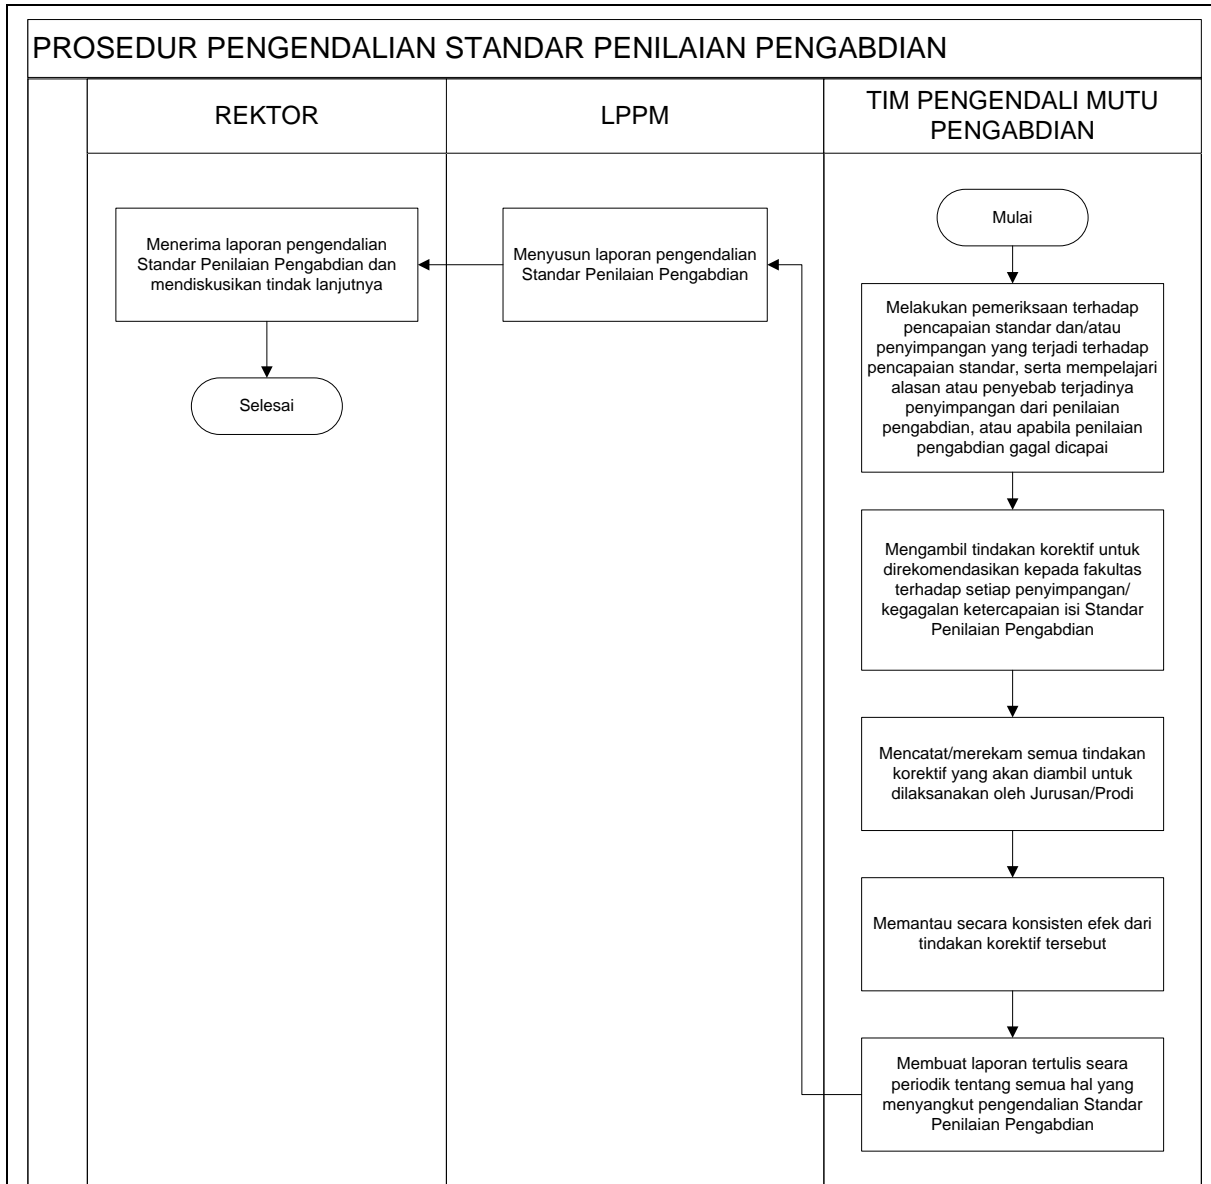 PROSEDUR PENGENDALIAN STANDAR PENILAIAN PENGABDIAN
REKTOR
LPPM
TIM PENGENDALI MUTU
PENGABDIAN
Menerima laporan pengendalian
Standar Penilaian Pengabdian dan
mendiskusikan tindak lanjutnya
Selesai
Menyusun laporan pengendalian
Standar Penilaian Pengabdian
Mulai
Melakukan pemeriksaan terhadap
pencapaian standar dan/atau
penyimpangan yang terjadi terhadap
pencapaian standar, serta mempelajari
alasan atau penyebab terjadinya
penyimpangan dari penilaian
pengabdian, atau apabila penilaian
pengabdian gagal dicapai
Mengambil tindakan korektif untuk
direkomendasikan kepada fakultas
terhadap setiap penyimpangan/
kegagalan ketercapaian isi Standar
Penilaian Pengabdian
Mencatat/merekam semua tindakan
korektif yang akan diambil untuk
dilaksanakan oleh Jurusan/Prodi
Memantau secara konsisten efek dari
tindakan korektif tersebut
Membuat laporan tertulis seara
periodik tentang semua hal yang
menyangkut pengendalian Standar
Penilaian Pengabdian